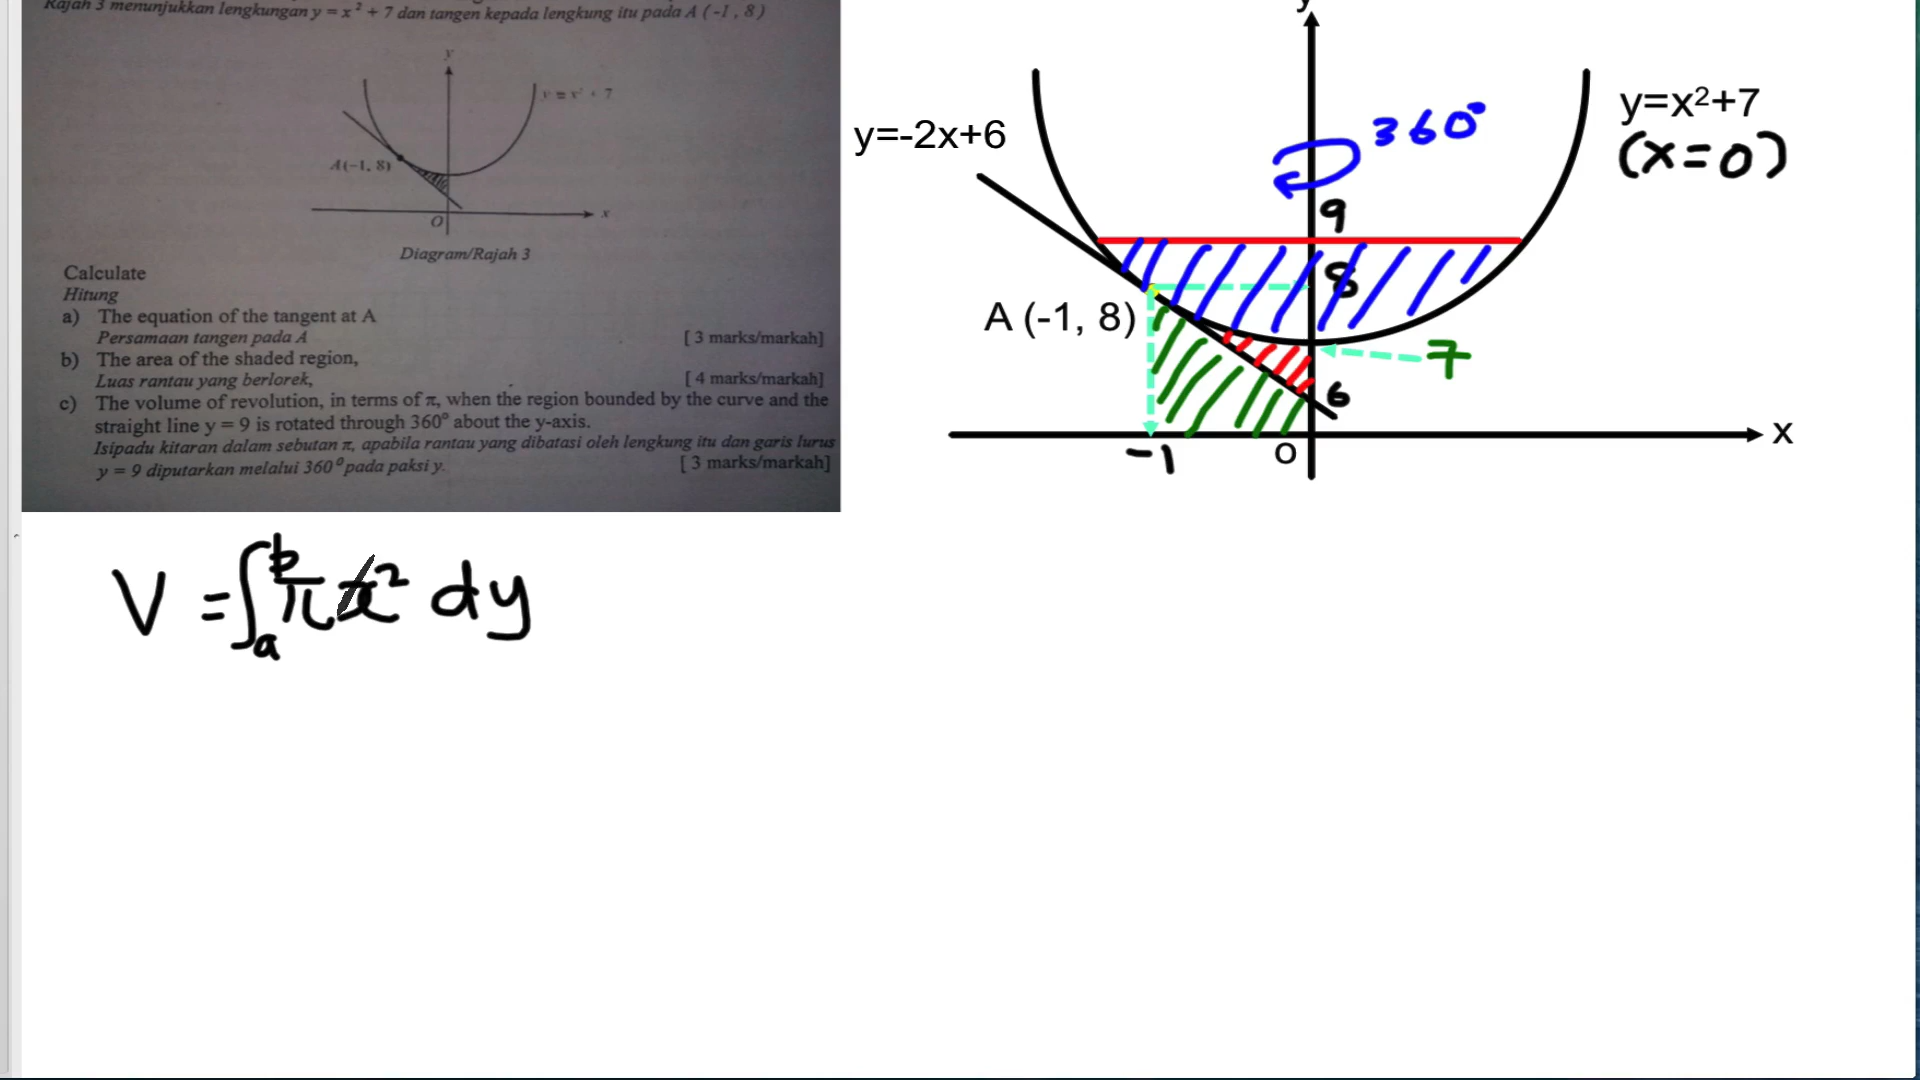 Rajah 3 menunjukkan lengkungan y = x² + 7 dan tangen kepada lengkung itu pada A ( -1 , 8 )
y
y = x² + 7
A(−1, 8)
O
x
Diagram/Rajah 3
Calculate
Hitung
a) The equation of the tangent at A
Persamaan tangen pada A [ 3 marks/markah]
b) The area of the shaded region,
Luas rantau yang berlorek, [ 4 marks/markah]
c) The volume of revolution, in terms of π, when the region bounded by the curve and the
straight line y = 9 is rotated through 360° about the y-axis.
Isipadu kitaran dalam sebutan π, apabila rantau yang dibatasi oleh lengkung itu dan garis lurus
y = 9 diputarkan melalui 360⁰ pada paksi y. [ 3 marks/markah]
y
y=-2x+6
360°
y=x²+7
(x=0)
9
8
A (-1, 8)
7
6
-1
O
x
V = ∫ₐᵇ πx² dy